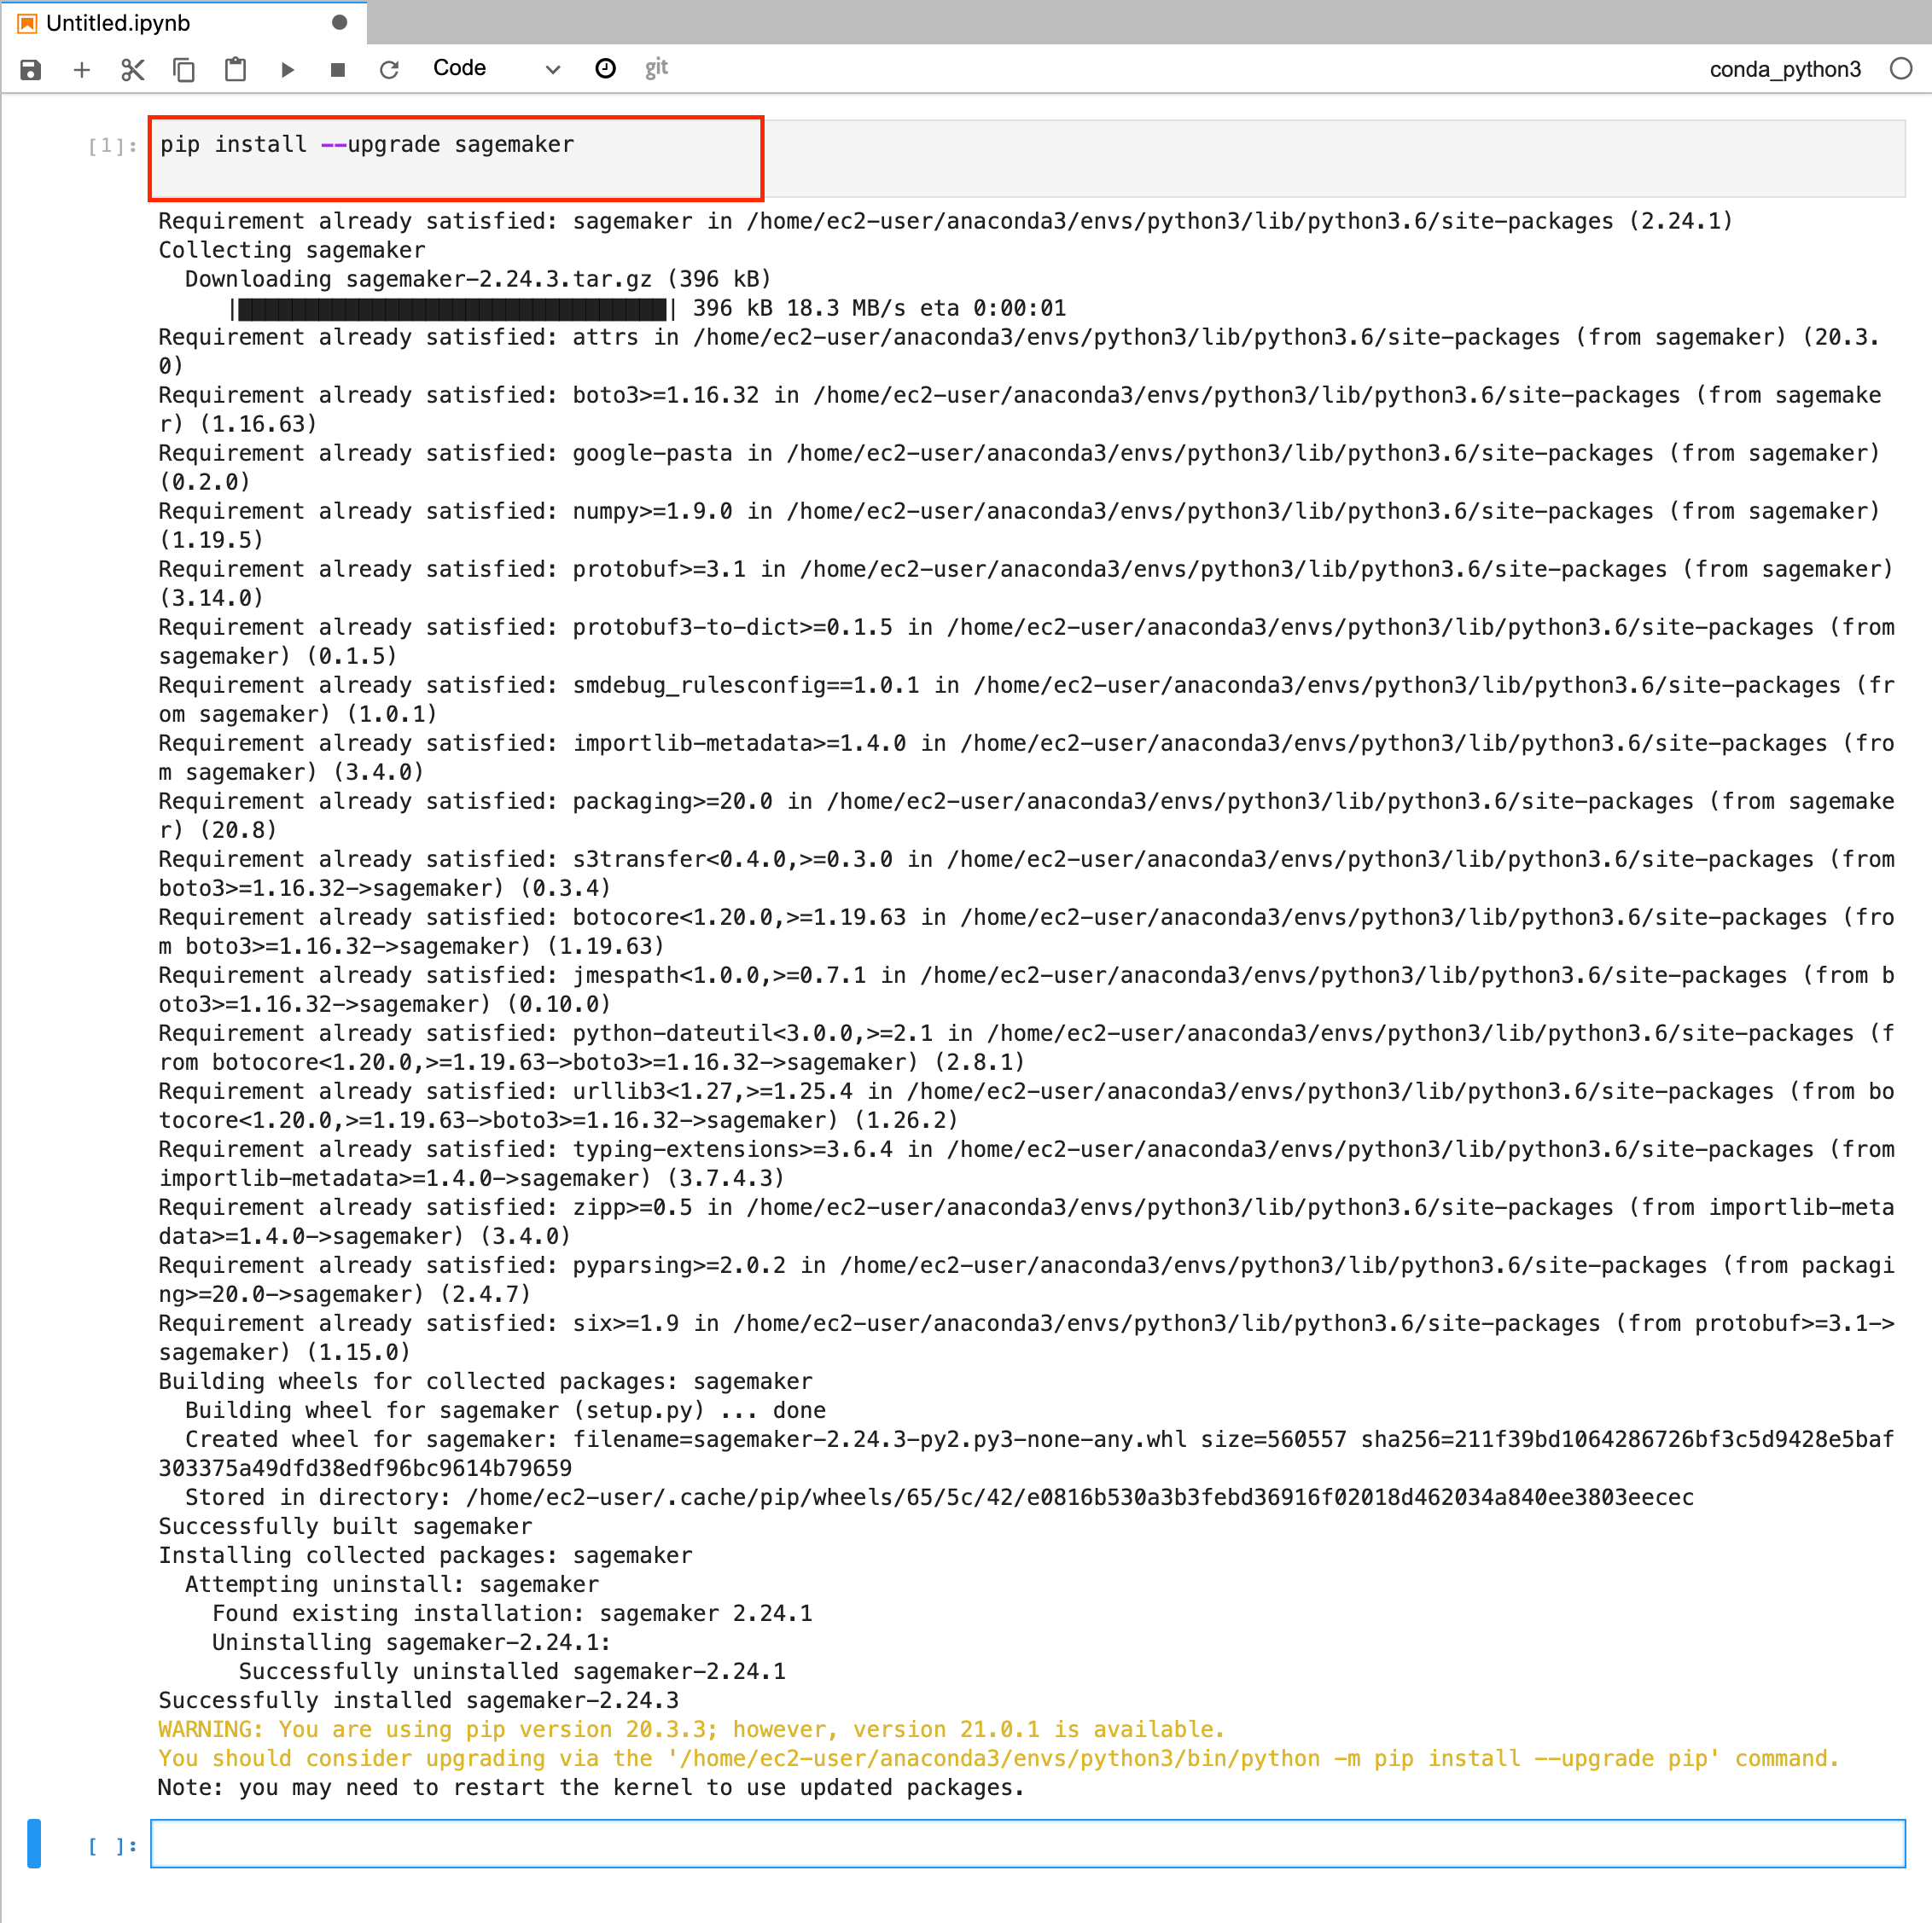 Untitled.ipynb
Code
git
conda_python3
[1]:
pip install --upgrade sagemaker
Requirement already satisfied: sagemaker in /home/ec2-user/anaconda3/envs/python3/lib/python3.6/site-packages (2.24.1)
Collecting sagemaker
Downloading sagemaker-2.24.3.tar.gz (396 kB)
|████████████████████████████████| 396 kB 18.3 MB/s eta 0:00:01
Requirement already satisfied: attrs in /home/ec2-user/anaconda3/envs/python3/lib/python3.6/site-packages (from sagemaker) (20.3.
0)
Requirement already satisfied: boto3>=1.16.32 in /home/ec2-user/anaconda3/envs/python3/lib/python3.6/site-packages (from sagemake
r) (1.16.63)
Requirement already satisfied: google-pasta in /home/ec2-user/anaconda3/envs/python3/lib/python3.6/site-packages (from sagemaker)
(0.2.0)
Requirement already satisfied: numpy>=1.9.0 in /home/ec2-user/anaconda3/envs/python3/lib/python3.6/site-packages (from sagemaker)
(1.19.5)
Requirement already satisfied: protobuf>=3.1 in /home/ec2-user/anaconda3/envs/python3/lib/python3.6/site-packages (from sagemaker)
(3.14.0)
Requirement already satisfied: protobuf3-to-dict>=0.1.5 in /home/ec2-user/anaconda3/envs/python3/lib/python3.6/site-packages (from
sagemaker) (0.1.5)
Requirement already satisfied: smdebug_rulesconfig==1.0.1 in /home/ec2-user/anaconda3/envs/python3/lib/python3.6/site-packages (fr
om sagemaker) (1.0.1)
Requirement already satisfied: importlib-metadata>=1.4.0 in /home/ec2-user/anaconda3/envs/python3/lib/python3.6/site-packages (fro
m sagemaker) (3.4.0)
Requirement already satisfied: packaging>=20.0 in /home/ec2-user/anaconda3/envs/python3/lib/python3.6/site-packages (from sagemake
r) (20.8)
Requirement already satisfied: s3transfer<0.4.0,>=0.3.0 in /home/ec2-user/anaconda3/envs/python3/lib/python3.6/site-packages (from
boto3>=1.16.32->sagemaker) (0.3.4)
Requirement already satisfied: botocore<1.20.0,>=1.19.63 in /home/ec2-user/anaconda3/envs/python3/lib/python3.6/site-packages (fro
m boto3>=1.16.32->sagemaker) (1.19.63)
Requirement already satisfied: jmespath<1.0.0,>=0.7.1 in /home/ec2-user/anaconda3/envs/python3/lib/python3.6/site-packages (from b
oto3>=1.16.32->sagemaker) (0.10.0)
Requirement already satisfied: python-dateutil<3.0.0,>=2.1 in /home/ec2-user/anaconda3/envs/python3/lib/python3.6/site-packages (f
rom botocore<1.20.0,>=1.19.63->boto3>=1.16.32->sagemaker) (2.8.1)
Requirement already satisfied: urllib3<1.27,>=1.25.4 in /home/ec2-user/anaconda3/envs/python3/lib/python3.6/site-packages (from bo
tocore<1.20.0,>=1.19.63->boto3>=1.16.32->sagemaker) (1.26.2)
Requirement already satisfied: typing-extensions>=3.6.4 in /home/ec2-user/anaconda3/envs/python3/lib/python3.6/site-packages (from
importlib-metadata>=1.4.0->sagemaker) (3.7.4.3)
Requirement already satisfied: zipp>=0.5 in /home/ec2-user/anaconda3/envs/python3/lib/python3.6/site-packages (from importlib-meta
data>=1.4.0->sagemaker) (3.4.0)
Requirement already satisfied: pyparsing>=2.0.2 in /home/ec2-user/anaconda3/envs/python3/lib/python3.6/site-packages (from packagi
ng>=20.0->sagemaker) (2.4.7)
Requirement already satisfied: six>=1.9 in /home/ec2-user/anaconda3/envs/python3/lib/python3.6/site-packages (from protobuf>=3.1->
sagemaker) (1.15.0)
Building wheels for collected packages: sagemaker
Building wheel for sagemaker (setup.py) ... done
Created wheel for sagemaker: filename=sagemaker-2.24.3-py2.py3-none-any.whl size=560557 sha256=211f39bd1064286726bf3c5d9428e5baf
303375a49dfd38edf96bc9614b79659
Stored in directory: /home/ec2-user/.cache/pip/wheels/65/5c/42/e0816b530a3b3febd36916f02018d462034a840ee3803eecec
Successfully built sagemaker
Installing collected packages: sagemaker
Attempting uninstall: sagemaker
Found existing installation: sagemaker 2.24.1
Uninstalling sagemaker-2.24.1:
Successfully uninstalled sagemaker-2.24.1
Successfully installed sagemaker-2.24.3
WARNING: You are using pip version 20.3.3; however, version 21.0.1 is available.
You should consider upgrading via the '/home/ec2-user/anaconda3/envs/python3/bin/python -m pip install --upgrade pip' command.
Note: you may need to restart the kernel to use updated packages.
[ ]: